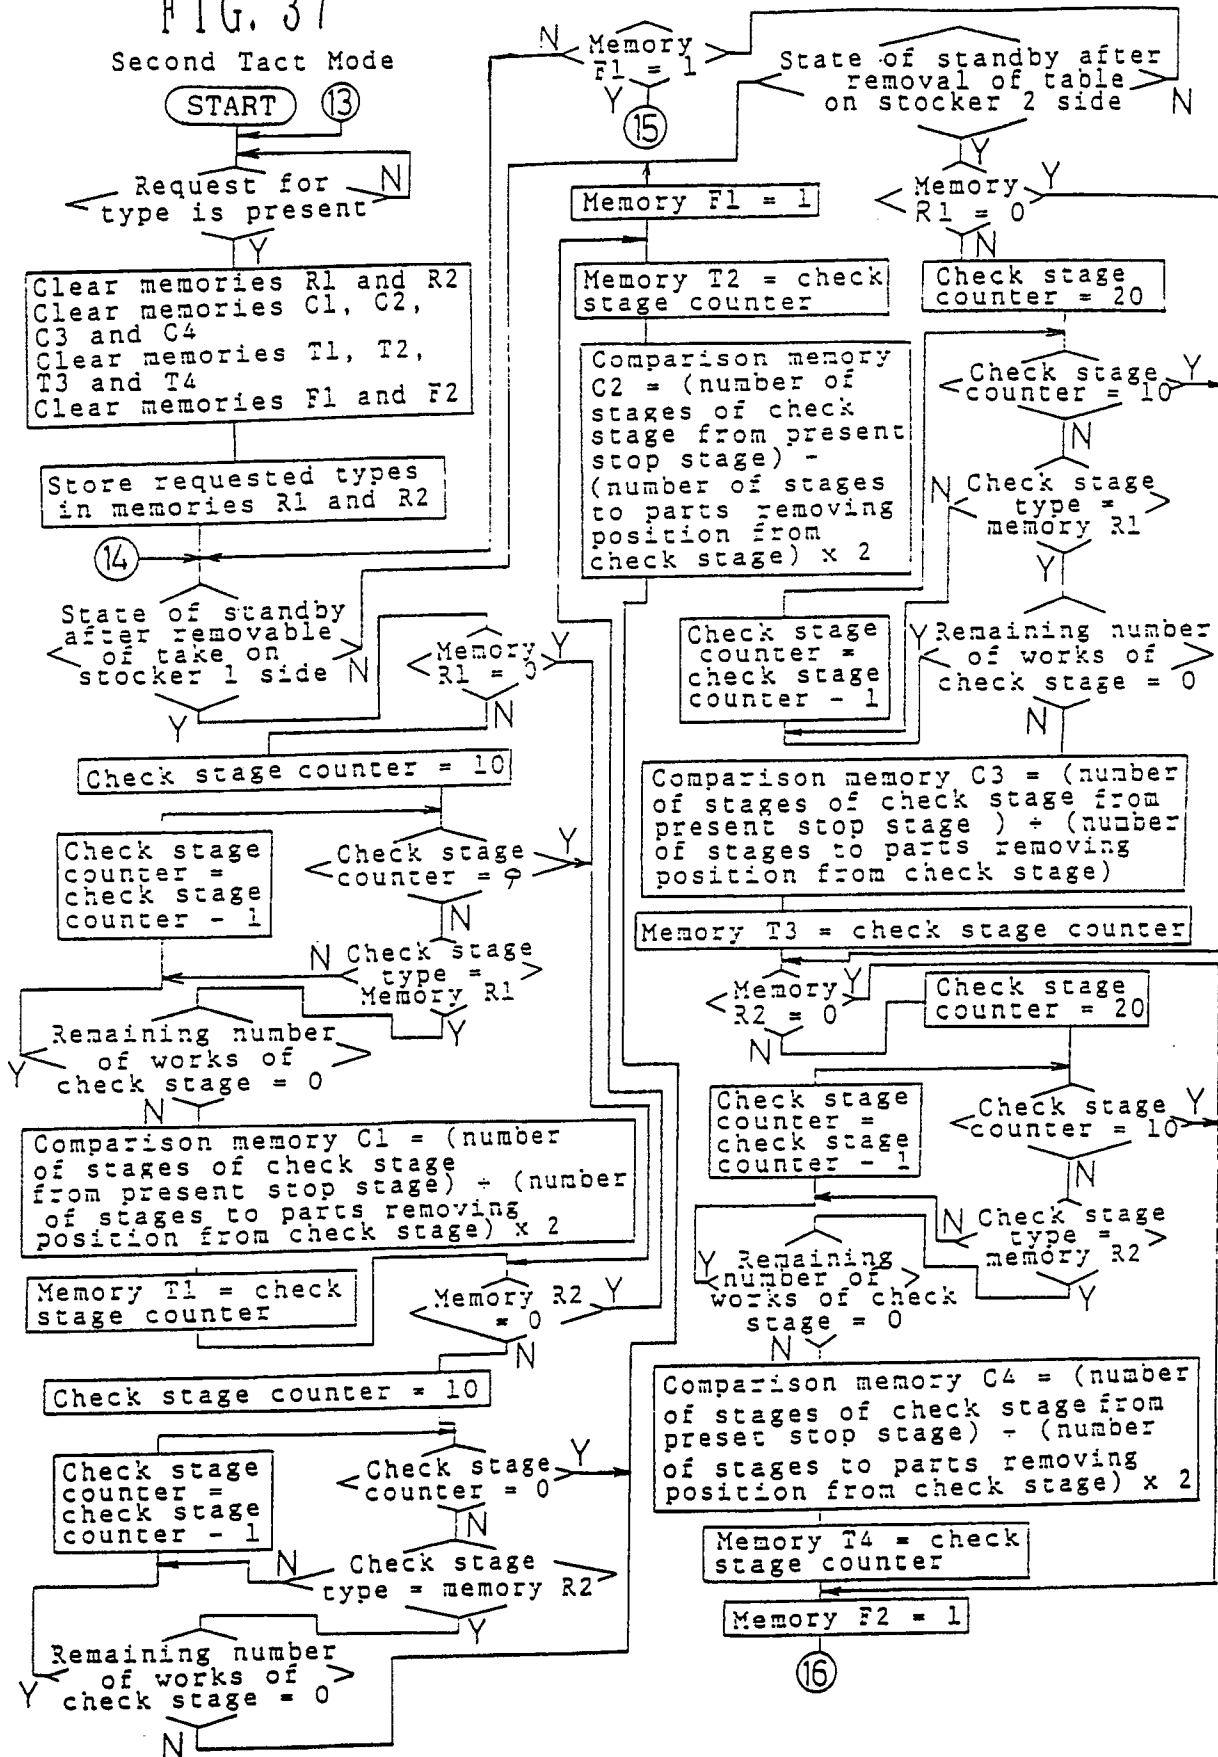 FIG. 37
Second Tact Mode
START
13
Request for
type is present
N
Y
Clear memories R1 and R2
Clear memories C1, C2,
C3 and C4
Clear memories T1, T2,
T3 and T4
Clear memories F1 and F2
Store requested types
in memories R1 and R2
14
State of standby
after removable
of take on
stocker 1 side
N
Y
Memory
R1 = 0
Y
N
Check stage counter = 10
Check stage
counter =
check stage
counter - 1
Check stage
counter = 9
Y
N
Check stage
type =
Memory R1
N
Y
Remaining number
of works of
check stage = 0
Y
N
Comparison memory C1 = (number
of stages of check stage
from present stop stage) ÷ (number
of stages to parts removing
position from check stage) x 2
Memory T1 = check
stage counter
Memory R2
= 0
Y
N
Check stage counter = 10
Check stage
counter =
check stage
counter - 1
Check stage
counter = 0
Y
N
Check stage
type = memory R2
N
Y
Remaining number
of works of
check stage = 0
Y
N
Memory
F1 = 1
N
Y
15
Memory F1 = 1
Memory T2 = check
stage counter
Comparison memory
C2 = (number of
stages of check
stage from present
stop stage) -
(number of stages
to parts removing
position from
check stage) x 2
State of standby after
removal of table
on stocker 2 side
N
Y
Memory
R1 = 0
Y
N
Check stage
counter = 20
Check stage
counter = 10
Y
N
Check stage
type =
memory R1
N
Y
Check stage
counter =
check stage
counter - 1
Remaining number
of works of
check stage = 0
Y
N
Comparison memory C3 = (number
of stages of check stage from
present stop stage ) ÷ (number
of stages to parts removing
position from check stage)
Memory T3 = check stage counter
Memory
R2 = 0
Y
N
Check stage
counter = 20
Check stage
counter =
check stage
counter - 1
Check stage
counter = 10
Y
N
Check stage
type =
memory R2
N
Y
Remaining
number of
works of check
stage = 0
Y
N
Comparison memory C4 = (number
of stages of check stage from
preset stop stage) ÷ (number
of stages to parts removing
position from check stage) x 2
Memory T4 = check
stage counter
Memory F2 = 1
16